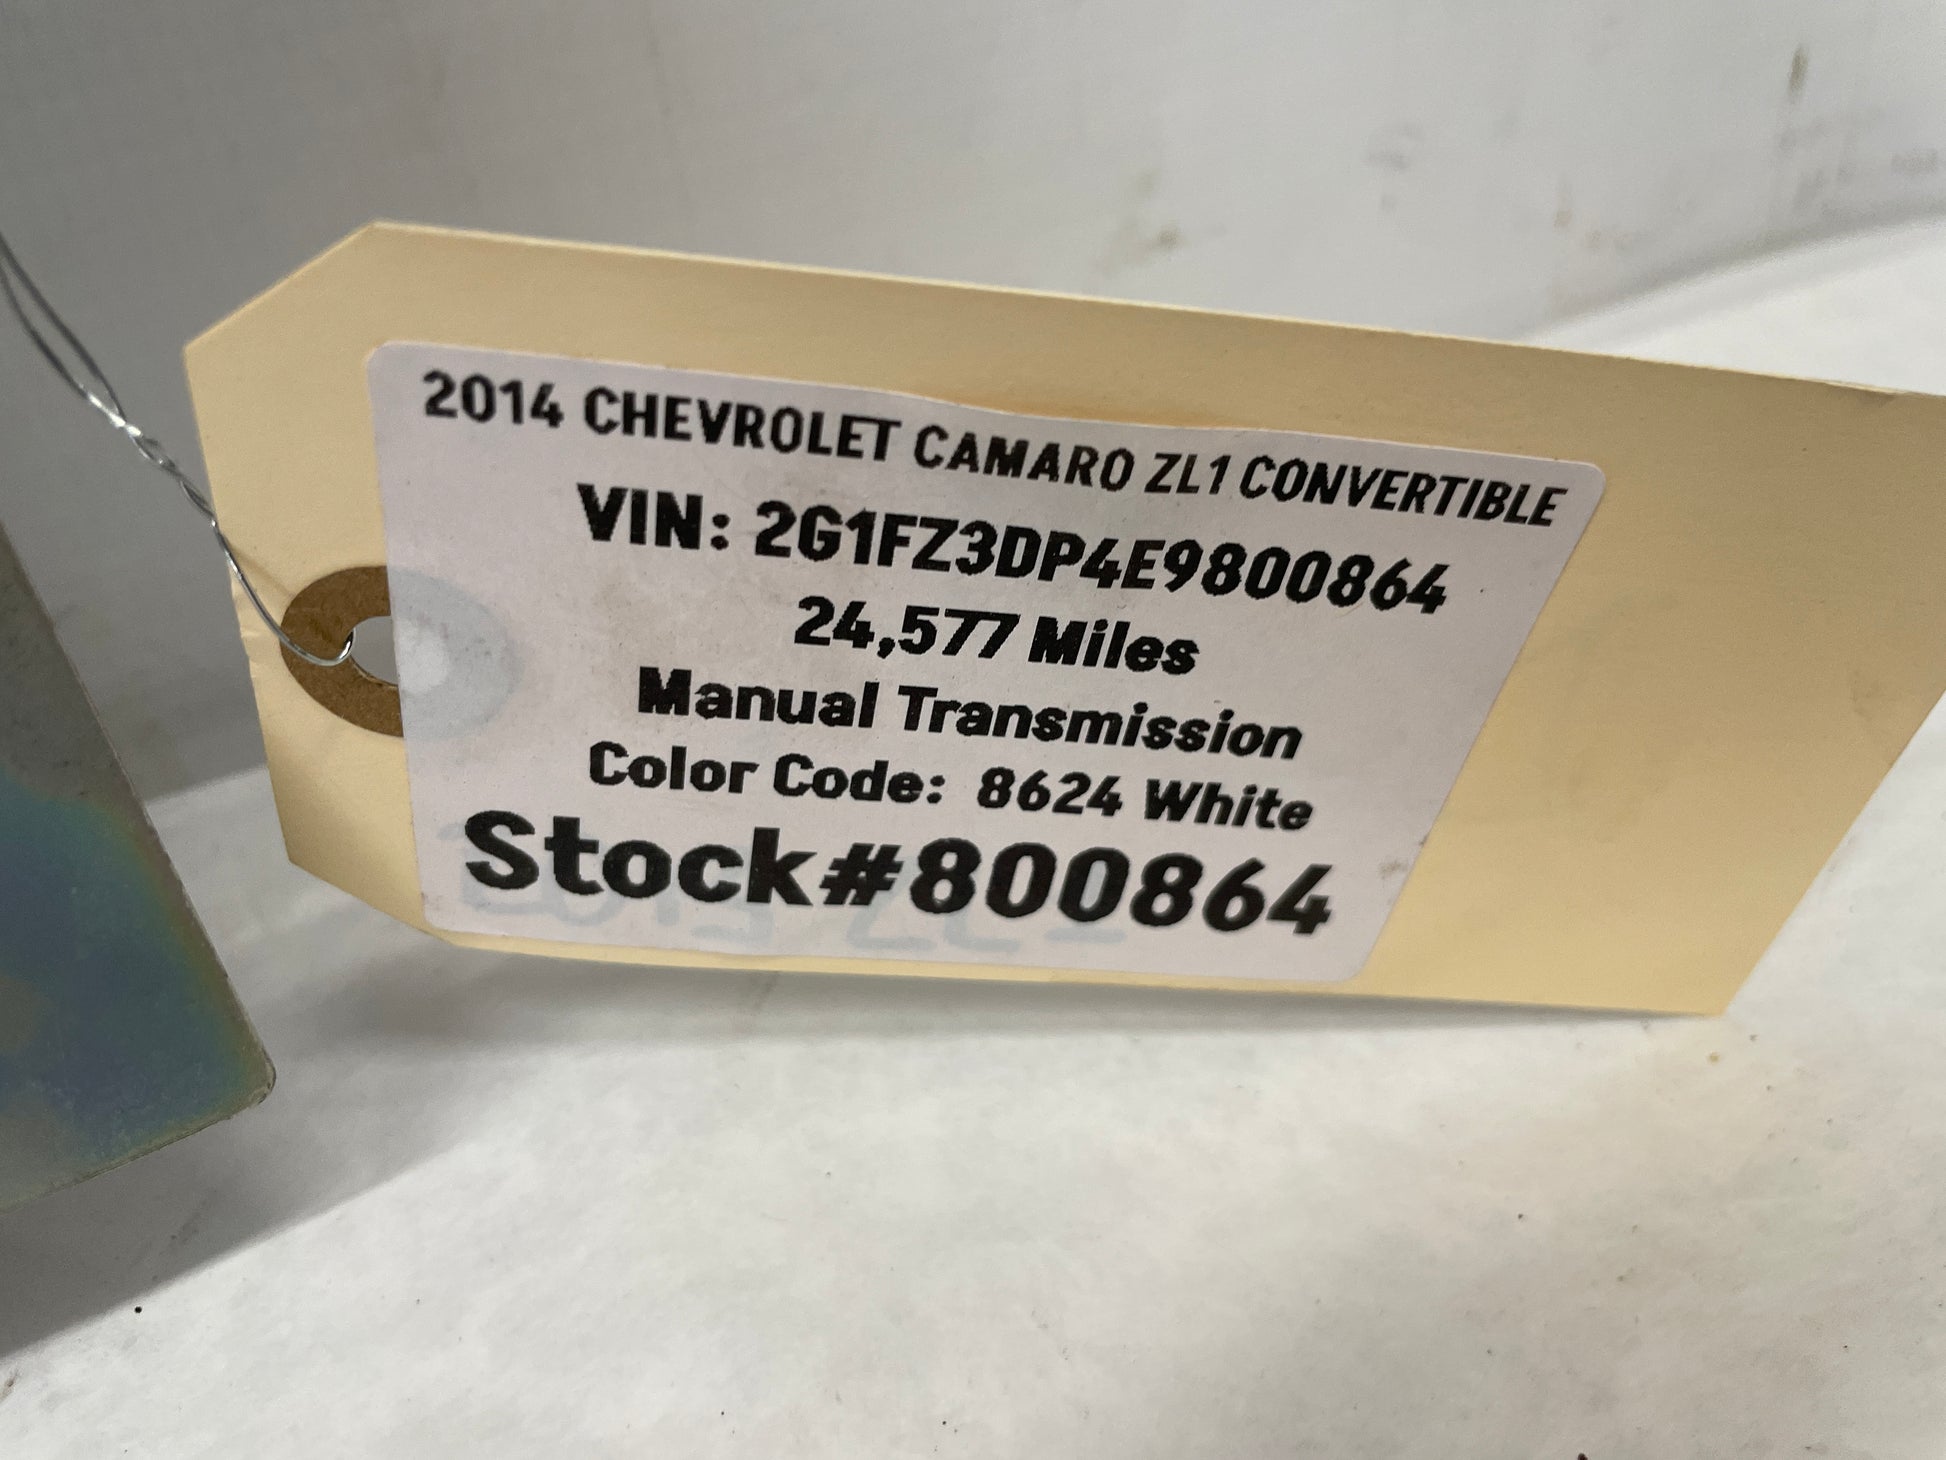 2014 CHEVROLET CAMARO ZL1 CONVERTIBLE
VIN: 2G1FZ3DP4E9800864
24,577 Miles
Manual Transmission
Color Code: 8624 White
Stock#800864